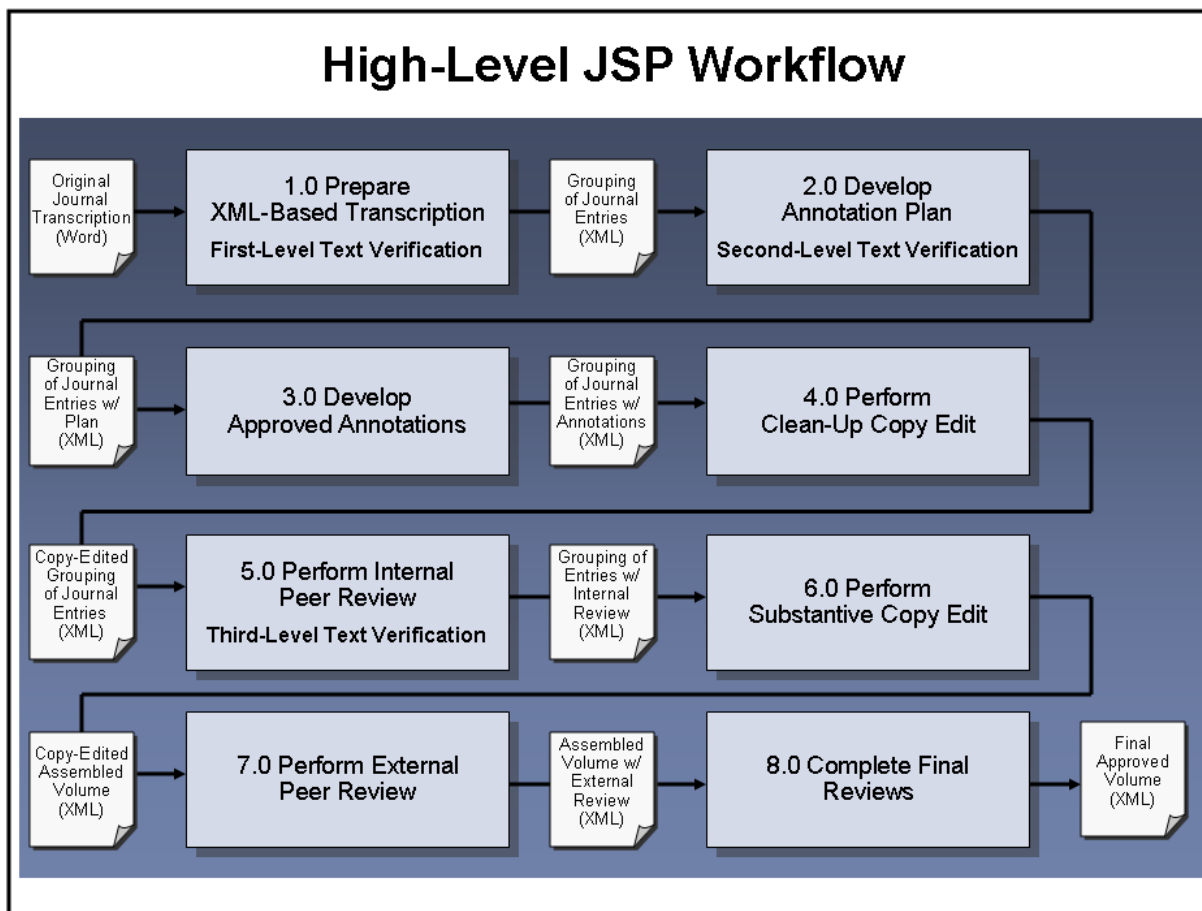 High-Level JSP Workflow
Original
Journal
Transcription
(Word)
1.0 Prepare
XML-Based Transcription
First-Level Text Verification
Grouping
of Journal
Entries
(XML)
2.0 Develop
Annotation Plan
Second-Level Text Verification
Grouping
of Journal
Entries w/
Plan
(XML)
3.0 Develop
Approved Annotations
Grouping
of Journal
Entries w/
Annotations
(XML)
4.0 Perform
Clean-Up Copy Edit
Copy-Edited
Grouping
of Journal
Entries
(XML)
5.0 Perform Internal
Peer Review
Third-Level Text Verification
Grouping of
Entries w/
Internal
Review
(XML)
6.0 Perform
Substantive Copy Edit
Copy-Edited
Assembled
Volume
(XML)
7.0 Perform External
Peer Review
Assembled
Volume w/
External
Review
(XML)
8.0 Complete Final
Reviews
Final
Approved
Volume
(XML)